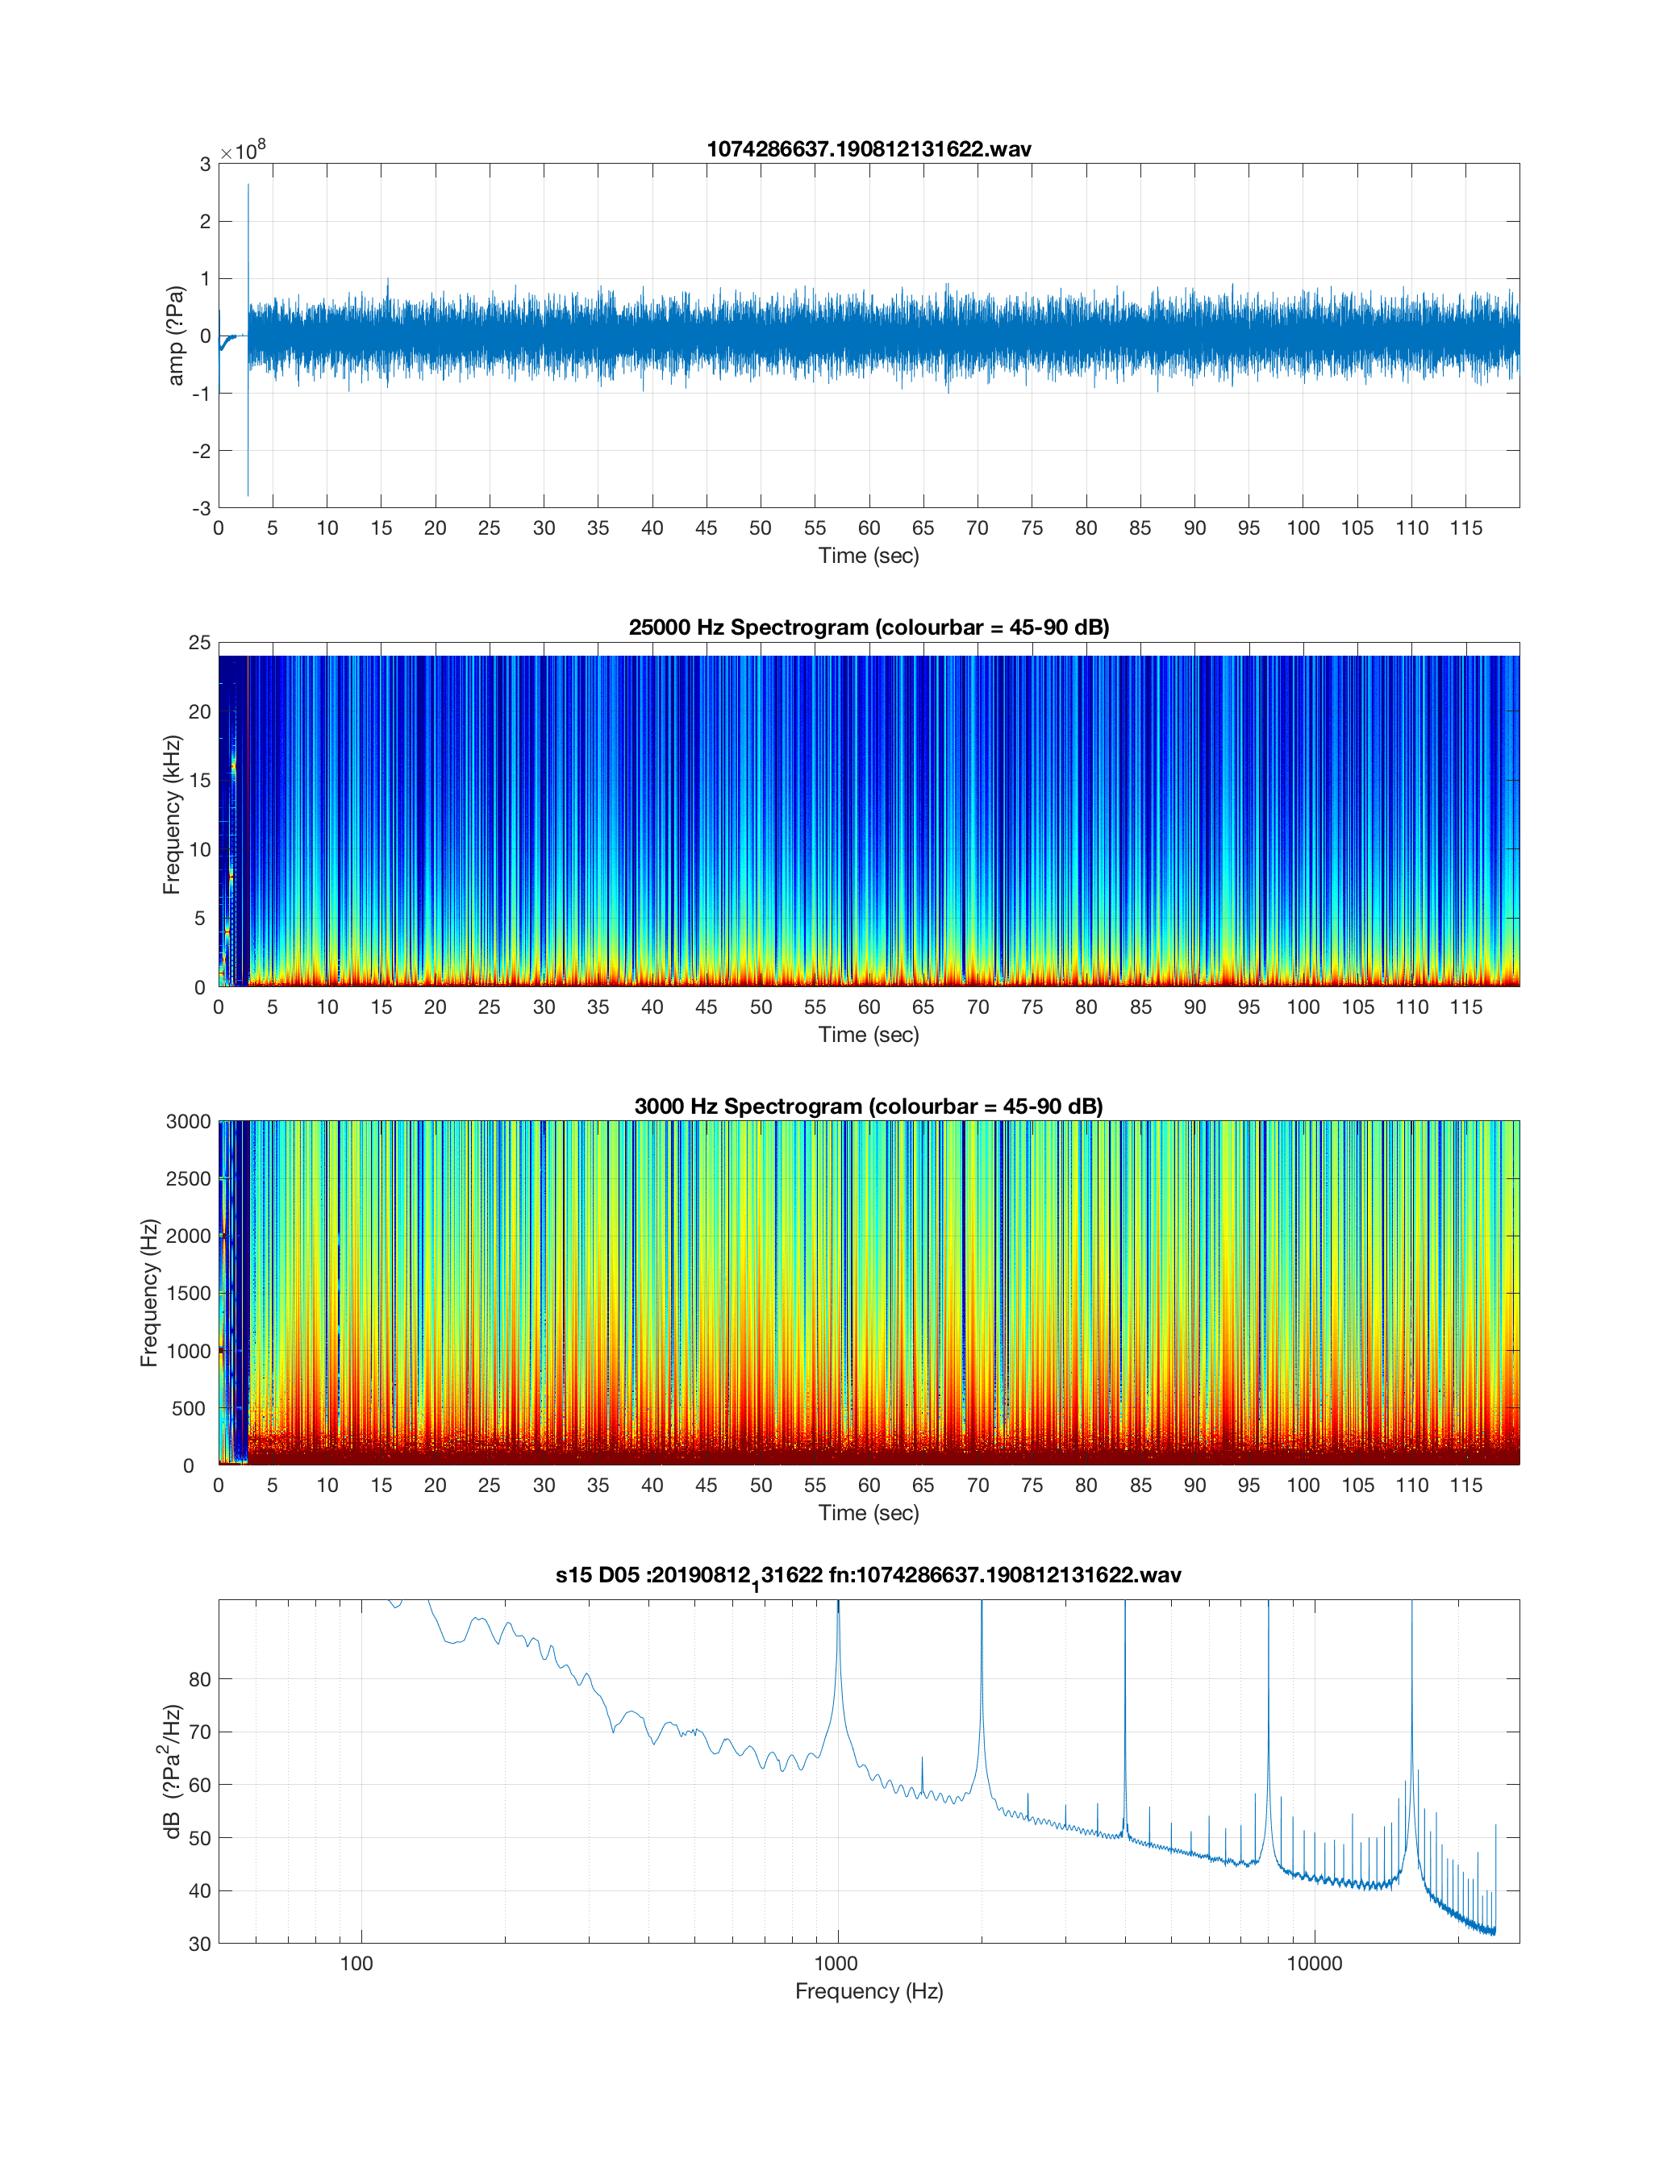 ×10^8
1074286637.190812131622.wav
3
2
1
0
-1
-2
-3
amp (?Pa)
0 5 10 15 20 25 30 35 40 45 50 55 60 65 70 75 80 85 90 95 100 105 110 115
Time (sec)
25000 Hz Spectrogram (colourbar = 45-90 dB)
25
20
15
10
5
0
Frequency (kHz)
0 5 10 15 20 25 30 35 40 45 50 55 60 65 70 75 80 85 90 95 100 105 110 115
Time (sec)
3000 Hz Spectrogram (colourbar = 45-90 dB)
3000
2500
2000
1500
1000
500
0
Frequency (Hz)
0 5 10 15 20 25 30 35 40 45 50 55 60 65 70 75 80 85 90 95 100 105 110 115
Time (sec)
s15 D05 :20190812_131622 fn:1074286637.190812131622.wav
80
70
60
50
40
30
dB (?Pa^2/Hz)
100 1000 10000
Frequency (Hz)